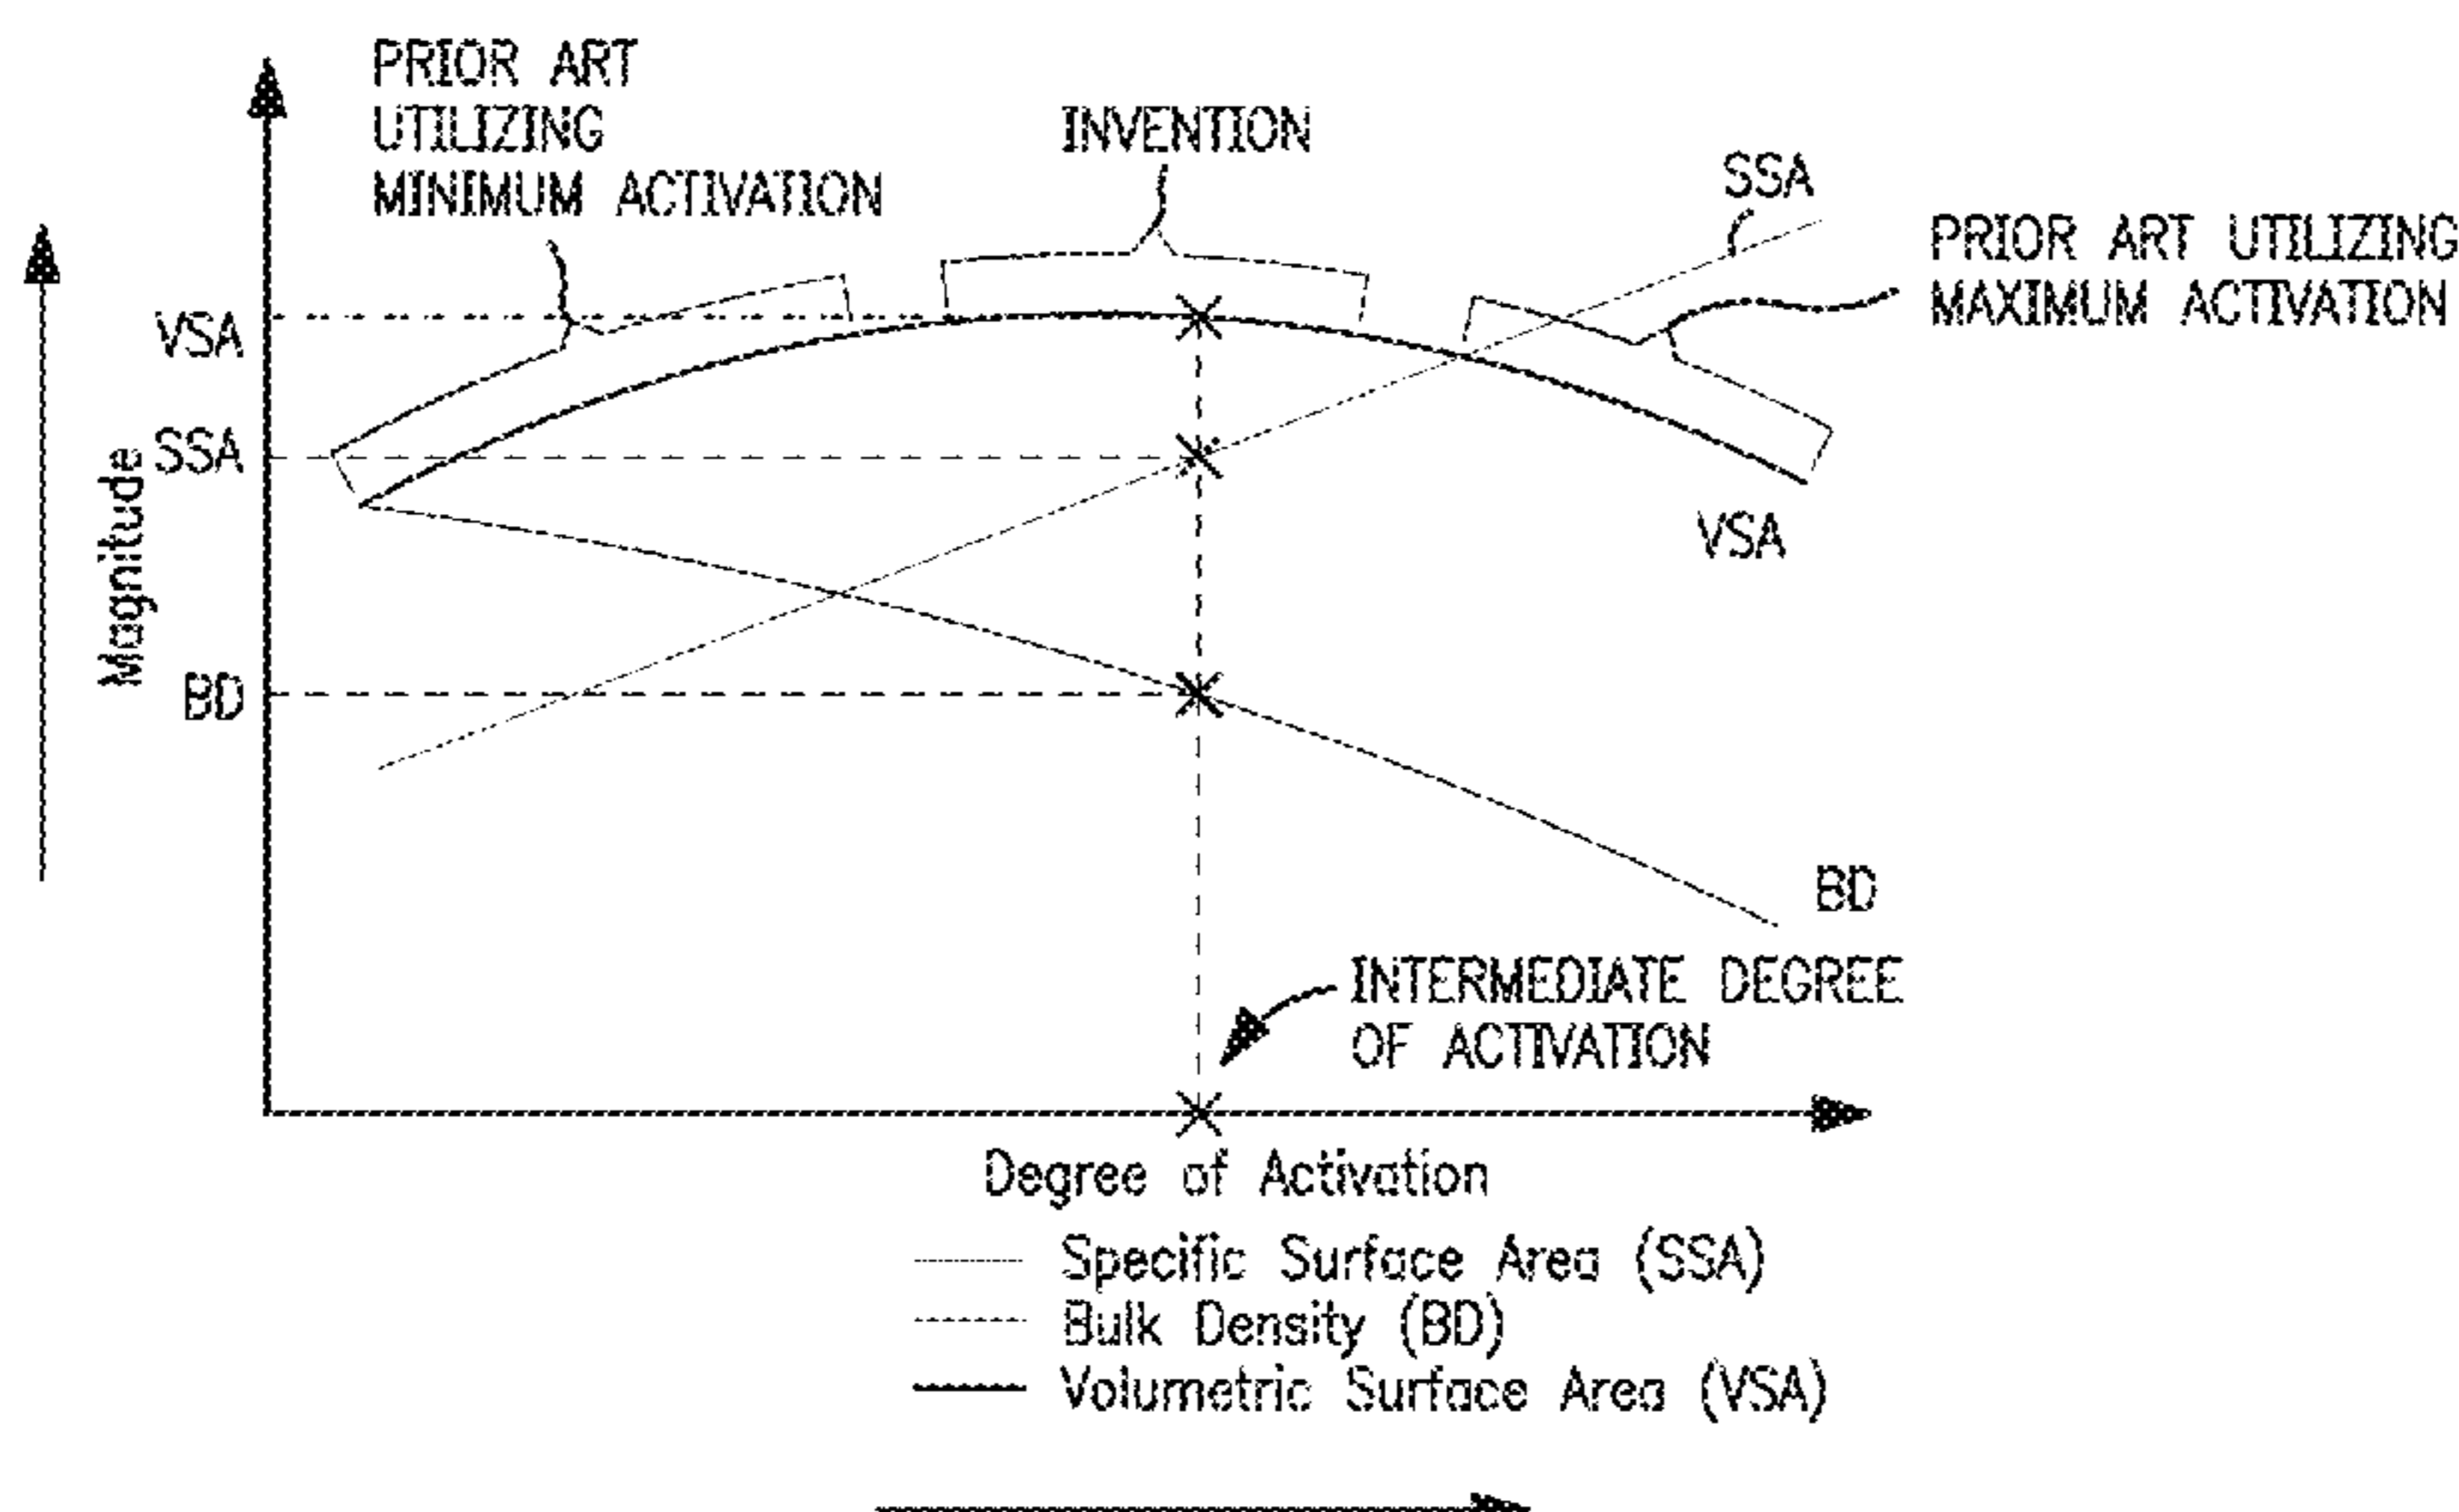 PRIOR ART
UTILIZING
MINIMUM ACTIVATION
INVENTION
SSA
PRIOR ART UTILIZING
MAXIMUM ACTIVATION
VSA
SSA
BD
Magnitude
VSA
BD
INTERMEDIATE DEGREE
OF ACTIVATION
Degree of Activation
Specific Surface Area (SSA)
Bulk Density (BD)
Volumetric Surface Area (VSA)